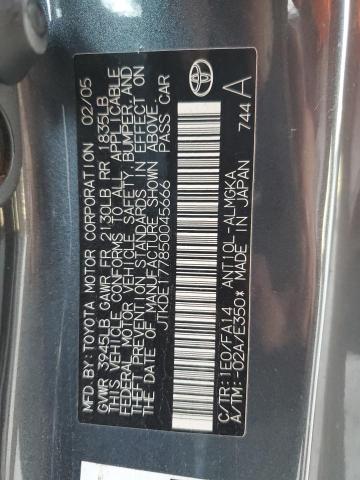 MFD. BY: TOYOTA MOTOR CORPORATION 02/05
GVWR 3945LB GAWR FR 2130LB RR 1835LB
THIS VEHICLE CONFORMS TO ALL APPLICABLE
FEDERAL MOTOR VEHICLE SAFETY, BUMPER, AND
THEFT PREVENTION STANDARDS IN EFFECT ON
THE DATE OF MANUFACTURE SHOWN ABOVE.
JTKDE177850045666 PASS CAR
C/TR: 1E0/FA14 ANT10L-ALMGKA
A/TM: -02A/E350* MADE IN JAPAN 744 A